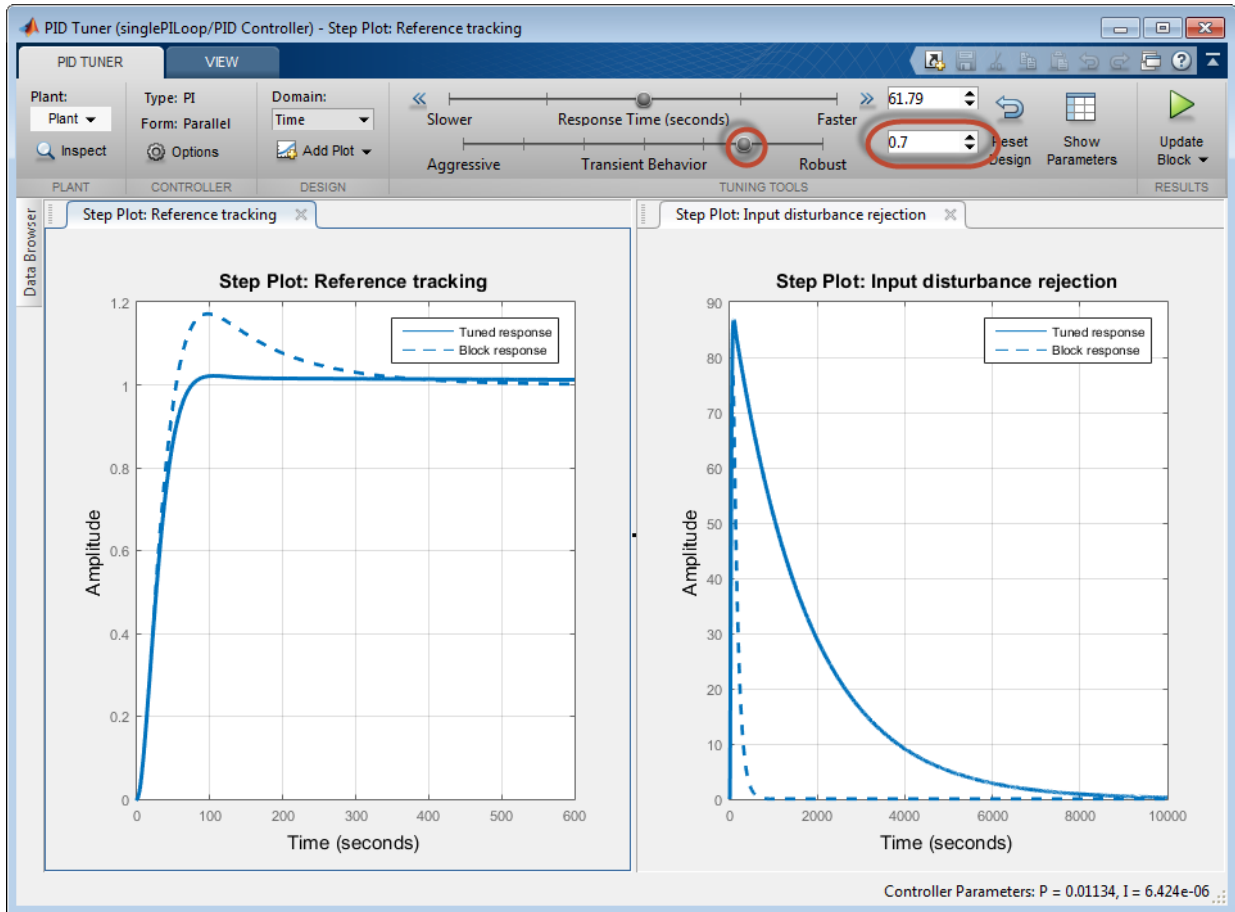 PID Tuner (singlePILoop/PID Controller) - Step Plot: Reference tracking
PID TUNER
VIEW
Plant:
Plant
Inspect
PLANT
Type: PI
Form: Parallel
Options
CONTROLLER
Domain:
Time
Add Plot
DESIGN
Slower
Response Time (seconds)
Faster
61.79
Aggressive
Transient Behavior
Robust
0.7
Reset
Design
Show
Parameters
TUNING TOOLS
Update
Block
RESULTS
Data Browser
Step Plot: Reference tracking
Step Plot: Reference tracking
Tuned response
Block response
1.2
1
0.8
0.6
0.4
0.2
0
Amplitude
0 100 200 300 400 500 600
Time (seconds)
Step Plot: Input disturbance rejection
Step Plot: Input disturbance rejection
Tuned response
Block response
90
80
70
60
50
40
30
20
10
0
Amplitude
0 2000 4000 6000 8000 10000
Time (seconds)
Controller Parameters: P = 0.01134, I = 6.424e-06